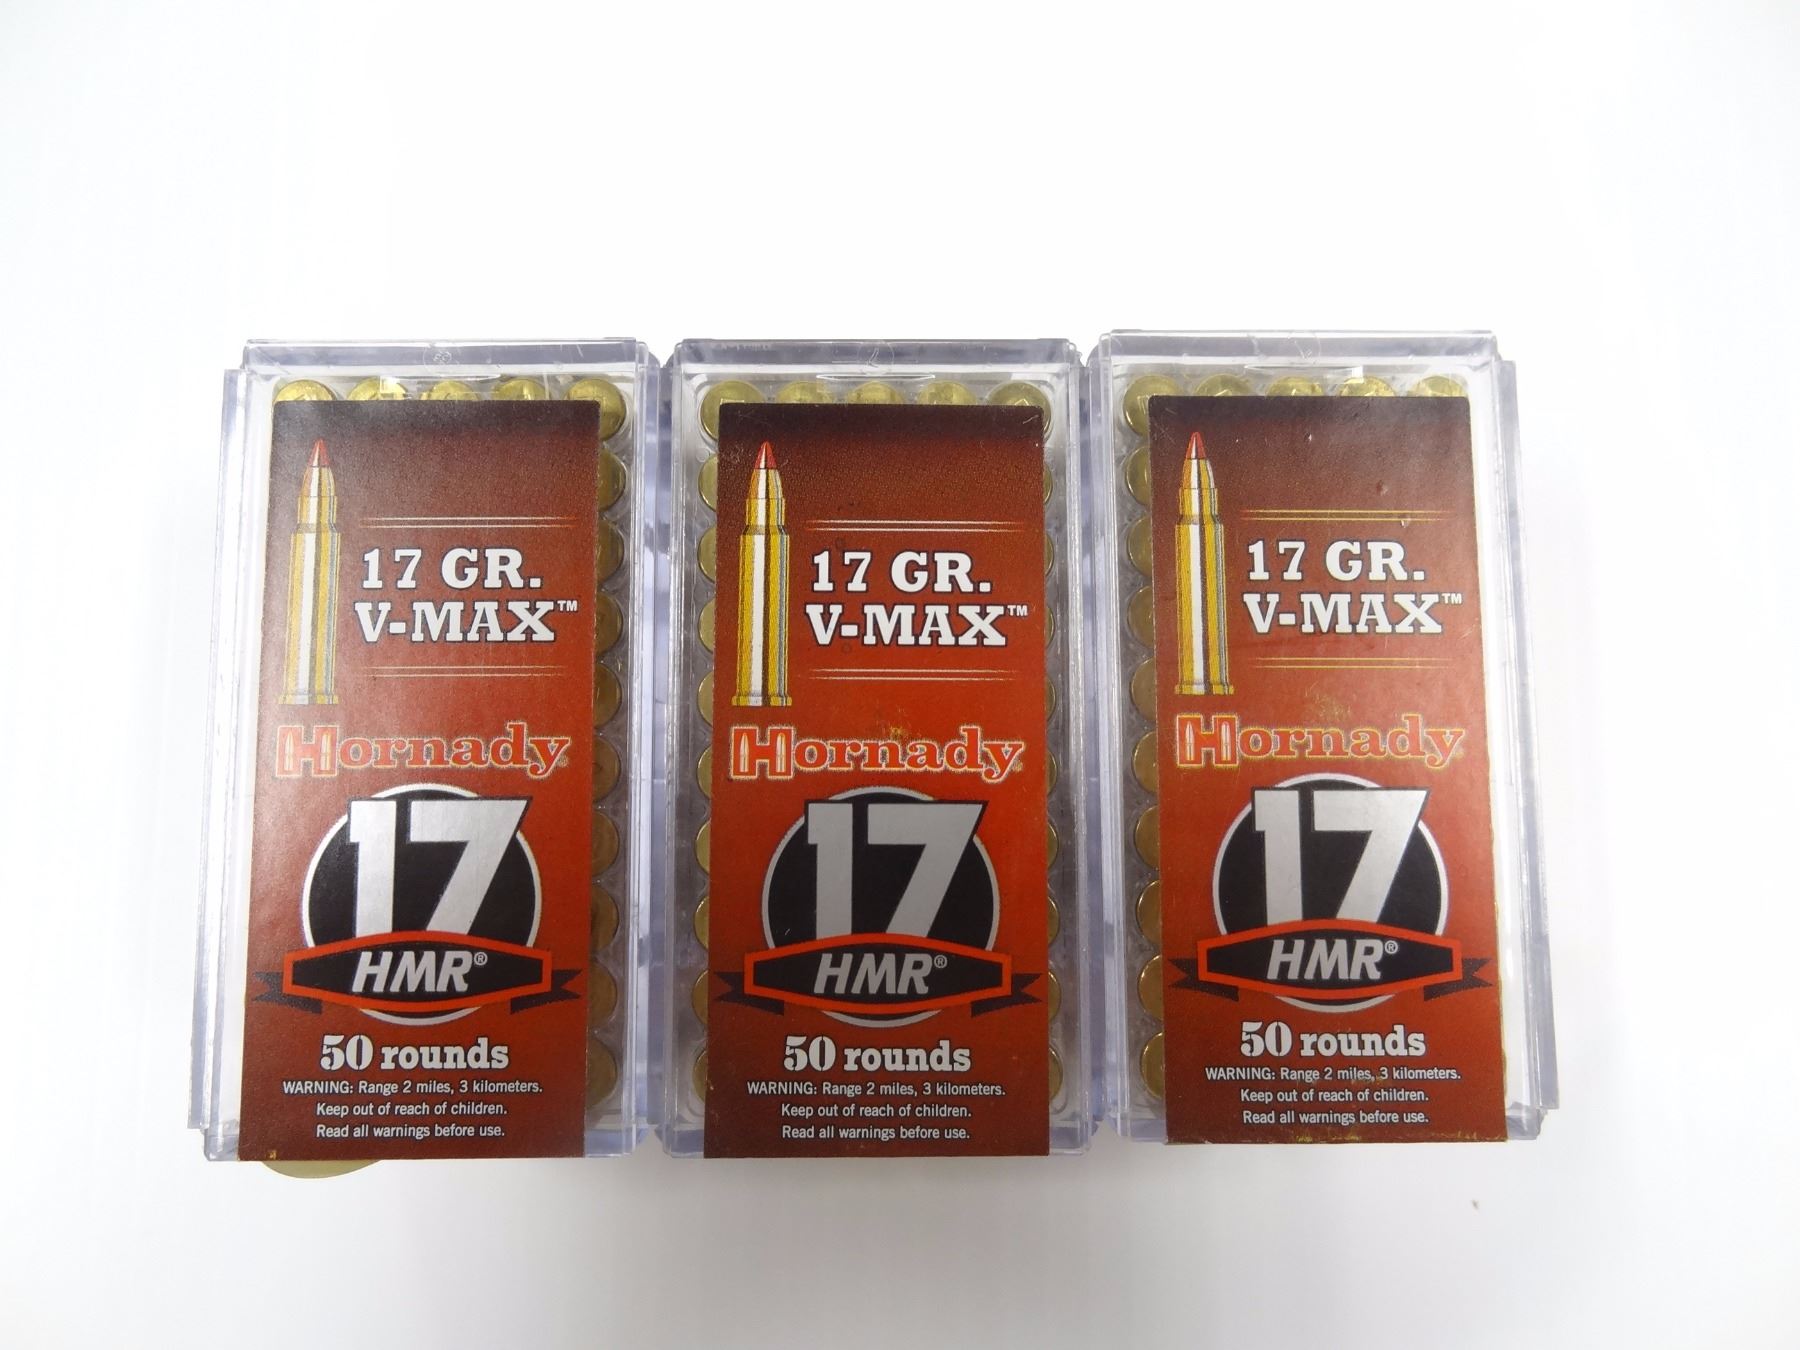 17 GR.
V-MAX™
Hornady
17
HMR®
50 rounds
WARNING: Range 2 miles, 3 kilometers.
Keep out of reach of children.
Read all warnings before use.
17 GR.
V-MAX™
Hornady
17
HMR®
50 rounds
WARNING: Range 2 miles, 3 kilometers.
Keep out of reach of children.
Read all warnings before use.
17 GR.
V-MAX™
Hornady
17
HMR®
50 rounds
WARNING: Range 2 miles, 3 kilometers.
Keep out of reach of children.
Read all warnings before use.